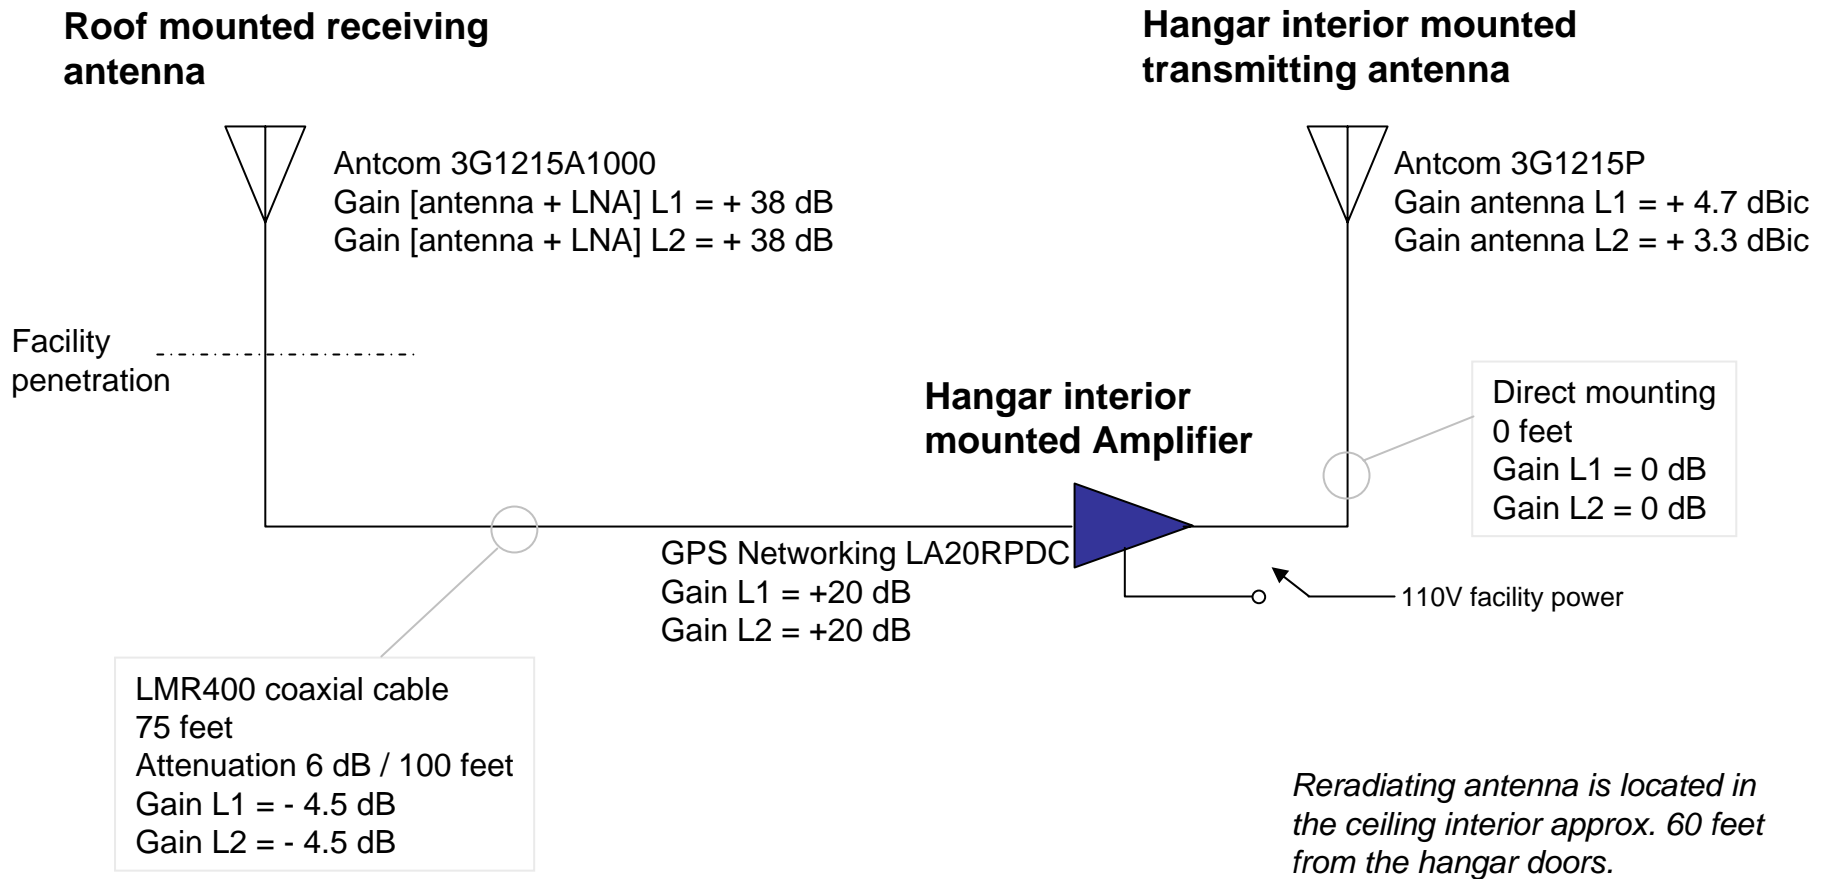 Roof mounted receiving
antenna
Hangar interior mounted
transmitting antenna
Antcom 3G1215A1000
Gain [antenna + LNA] L1 = + 38 dB
Gain [antenna + LNA] L2 = + 38 dB
Antcom 3G1215P
Gain antenna L1 = + 4.7 dBic
Gain antenna L2 = + 3.3 dBic
Facility
penetration
Hangar interior
mounted Amplifier
Direct mounting
0 feet
Gain L1 = 0 dB
Gain L2 = 0 dB
GPS Networking LA20RPDC
Gain L1 = +20 dB
Gain L2 = +20 dB
110V facility power
LMR400 coaxial cable
75 feet
Attenuation 6 dB / 100 feet
Gain L1 = - 4.5 dB
Gain L2 = - 4.5 dB
Reradiating antenna is located in
the ceiling interior approx. 60 feet
from the hangar doors.